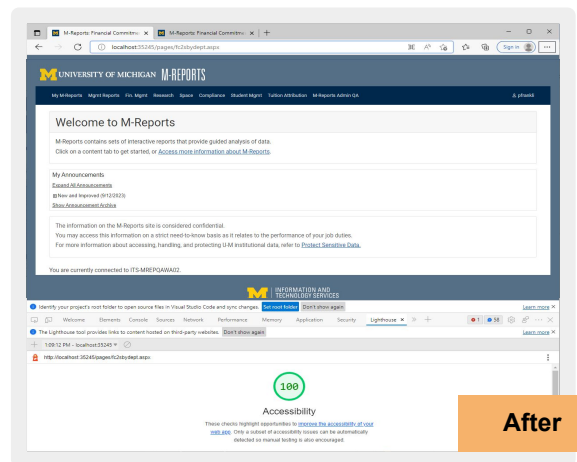 M-Reports Financial Commitme
M-Reports Financial Commitme
localhost:35245/pages/fc2sbydept.aspx
Sign in
UNIVERSITY OF MICHIGAN M-REPORTS
My M-Reports Mgmt Reports Fin. Mgmt Research Space Compliance Student Mgmt Tuition Attribution M-Reports Admin QA
Welcome to M-Reports
M-Reports contains sets of interactive reports that provide guided analysis of data.
Click on a content tab to get started, or Access more information about M-Reports.
My Announcements
Expand All Announcements
New and Improved (9/12/2023)
Show Announcement Archive
The information on the M-Reports site is considered confidential.
You may access this information on a strict need-to-know basis as it relates to the performance of your job duties.
For more information about accessing, handling, and protecting U-M institutional data, refer to Protect Sensitive Data.
You are currently connected to ITS-MREPQAWA02.
INFORMATION AND
TECHNOLOGY SERVICES
Identify your project's root folder to open source files in Visual Studio Code and sync changes. Set root folder Don't show again Learn more
Welcome Elements Console Sources Network Performance Memory Application Security Lighthouse 1 58
The Lighthouse tool provides links to content hosted on third-party websites. Don't show again Learn more
1:09:12 PM - localhost:35245
http://localhost:35245/pages/fc2sbydept.aspx
100
Accessibility
These checks highlight opportunities to improve the accessibility of your
web app. Only a subset of accessibility issues can be automatically
detected so manual testing is also encouraged.
After